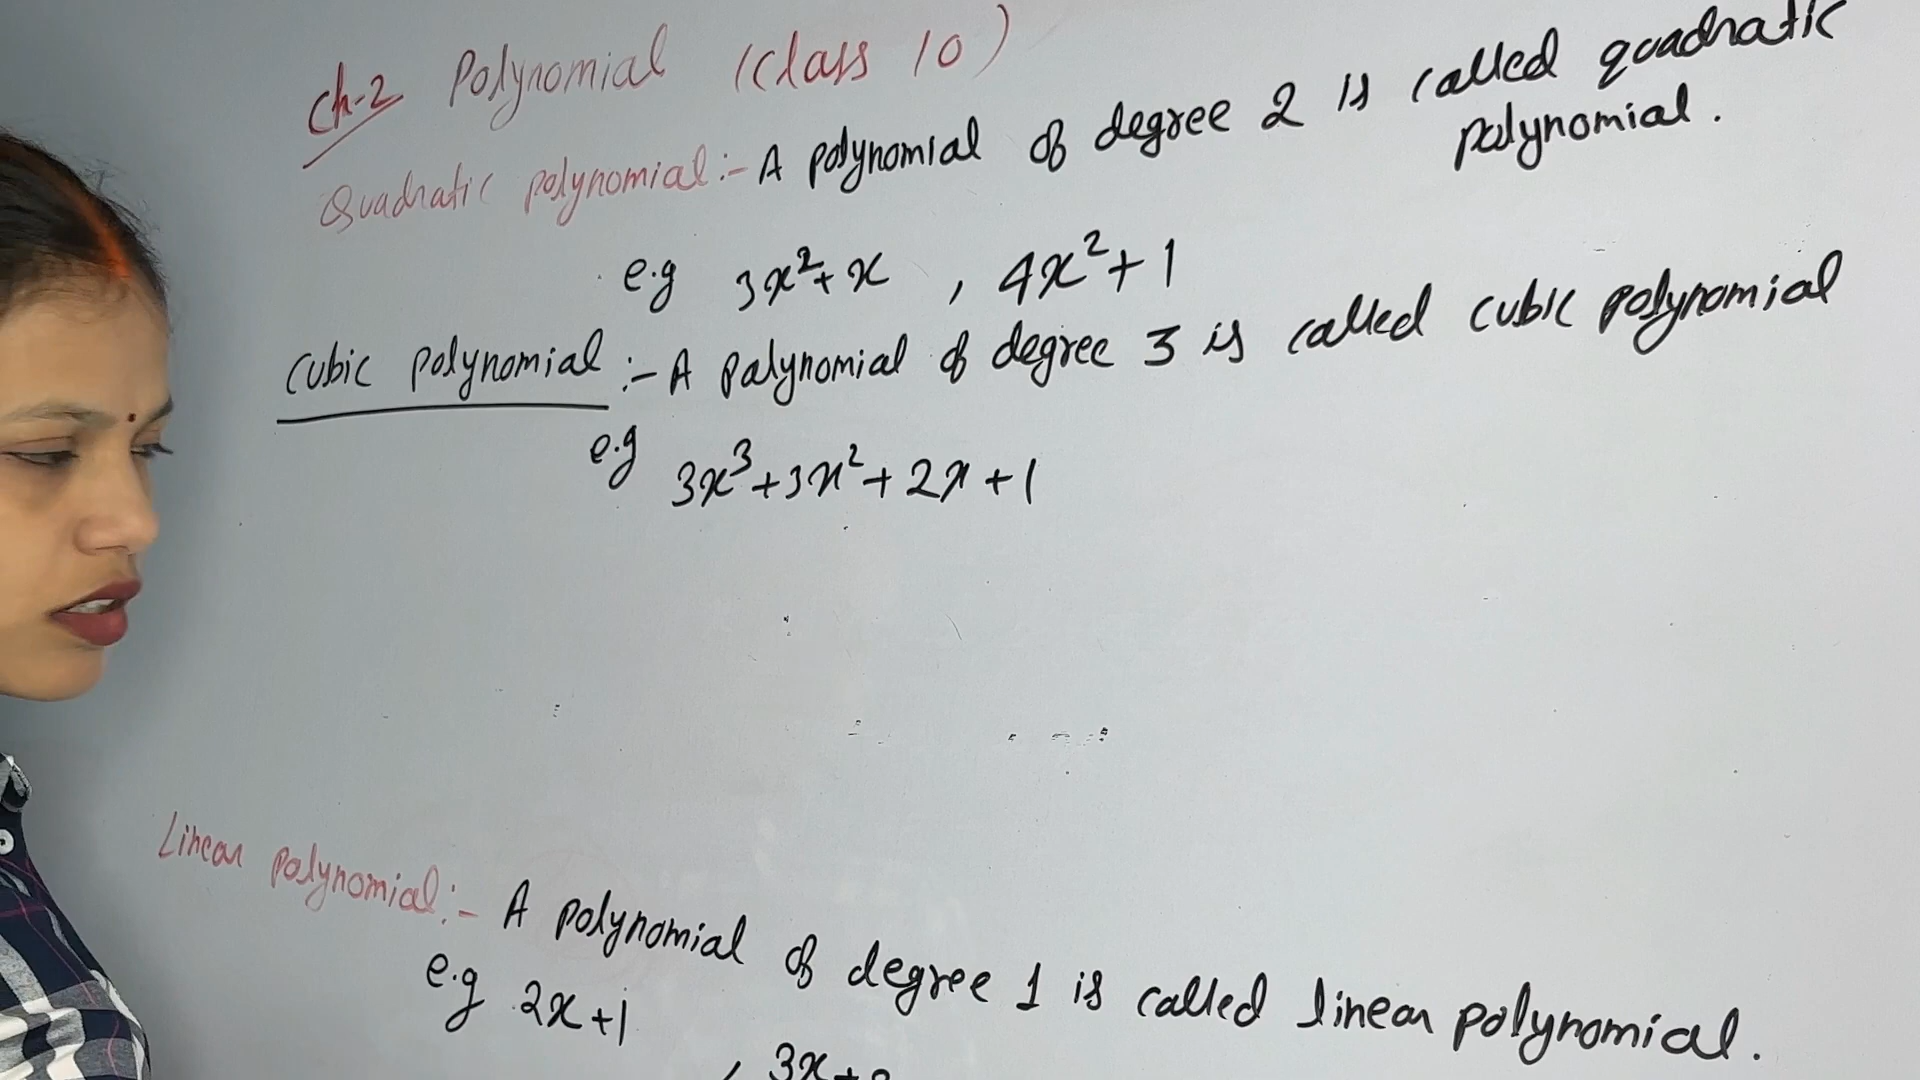 Ch-2 Polynomial (Class 10)
Quadratic polynomial :- A polynomial of degree 2 is called quadratic
polynomial.
e.g 3x²+x , 4x²+1
Cubic polynomial :- A polynomial of degree 3 is called cubic polynomial
e.g 3x³+3x²+2x+1
Linear polynomial :- A polynomial of degree 1 is called linear polynomial.
e.g 2x+1
, 3x+